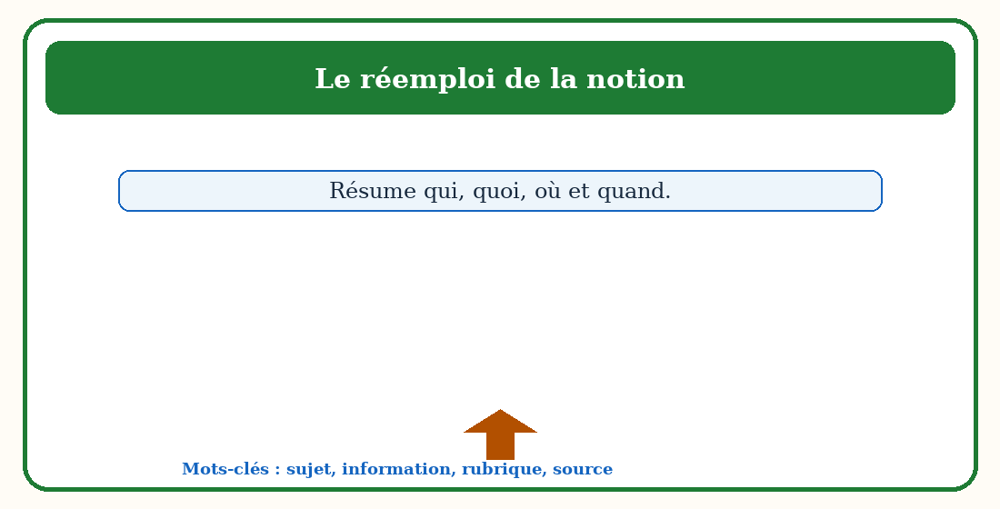 Le réemploi de la notion
Résume qui, quoi, où et quand.
Mots-clés : sujet, information, rubrique, source